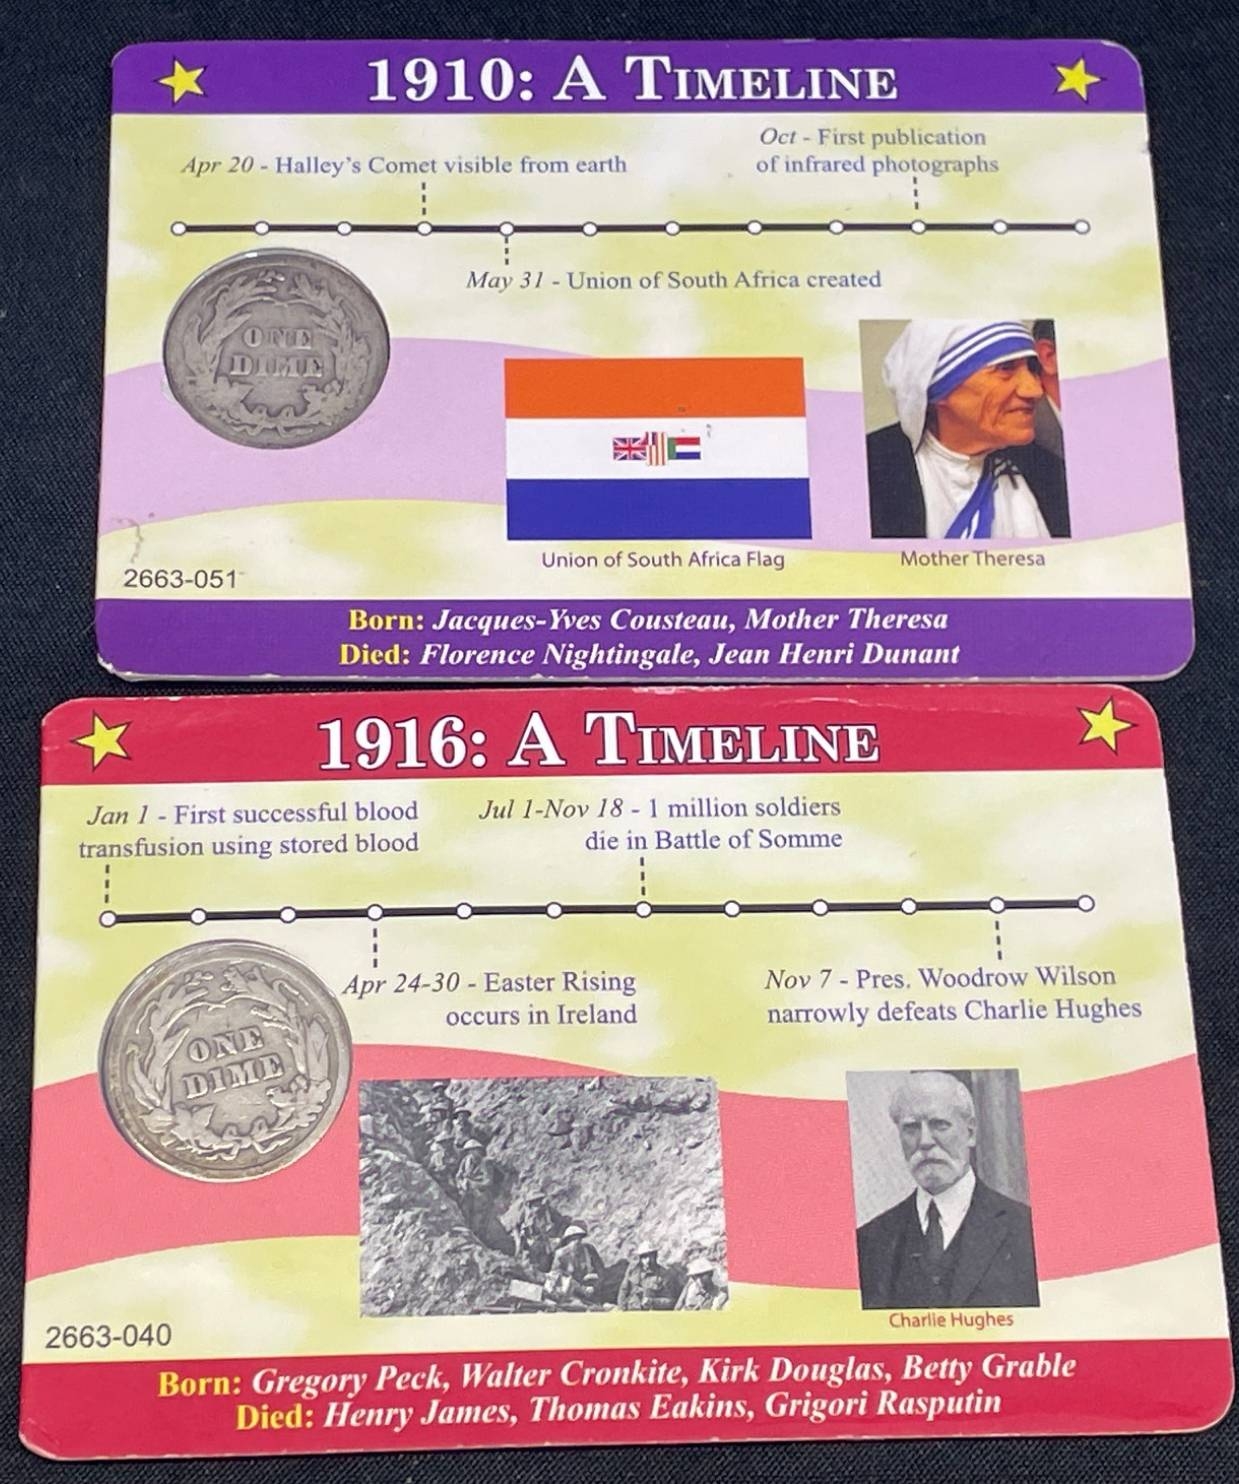 1910: A TIMELINE
Apr 20 - Halley's Comet visible from earth
Oct - First publication
of infrared photographs
May 31 - Union of South Africa created
ONE
DIME
Union of South Africa Flag
Mother Theresa
2663-051
Born: Jacques-Yves Cousteau, Mother Theresa
Died: Florence Nightingale, Jean Henri Dunant
1916: A TIMELINE
Jan 1 - First successful blood
transfusion using stored blood
Jul 1-Nov 18 - 1 million soldiers
die in Battle of Somme
Apr 24-30 - Easter Rising
occurs in Ireland
Nov 7 - Pres. Woodrow Wilson
narrowly defeats Charlie Hughes
ONE
DIME
Charlie Hughes
2663-040
Born: Gregory Peck, Walter Cronkite, Kirk Douglas, Betty Grable
Died: Henry James, Thomas Eakins, Grigori Rasputin